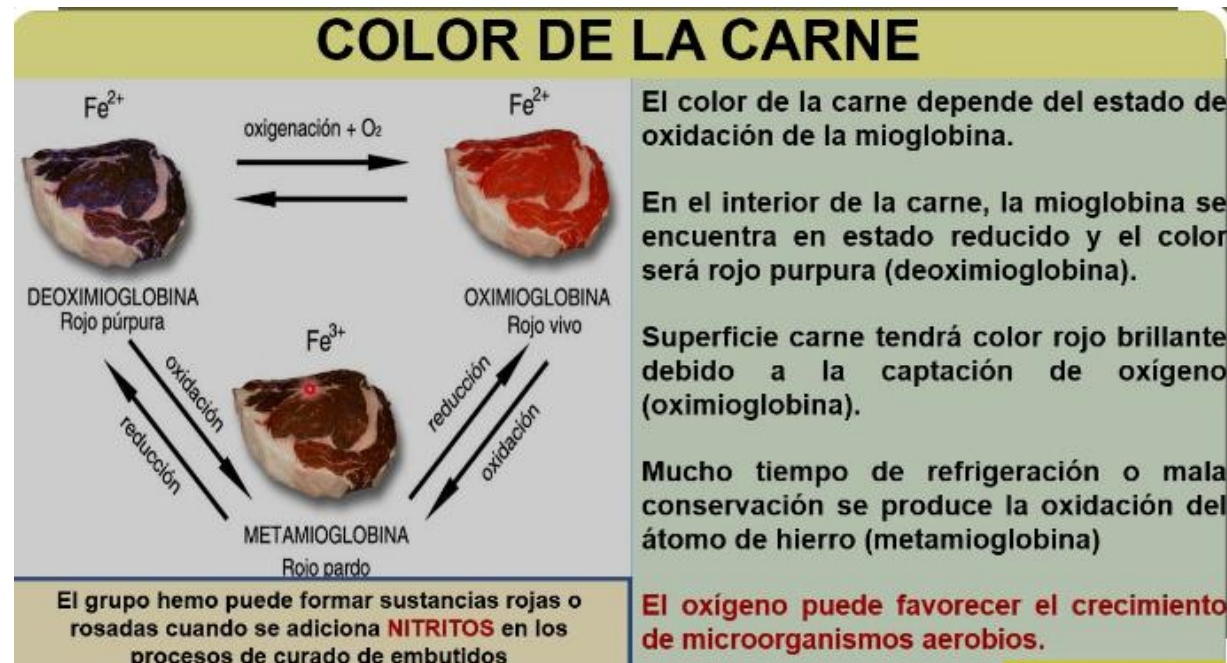 COLOR DE LA CARNE
Fe2+
oxigenación + O2
Fe2+
DEOXIMIOGLOBINA
Rojo púrpura
OXIMIOGLOBINA
Rojo vivo
Fe3+
oxidación
reducción
reducción
oxidación
METAMIOGLOBINA
Rojo pardo
El grupo hemo puede formar sustancias rojas o
rosadas cuando se adiciona NITRITOS en los
procesos de curado de embutidos
El color de la carne depende del estado de
oxidación de la mioglobina.
En el interior de la carne, la mioglobina se
encuentra en estado reducido y el color
será rojo purpura (deoximioglobina).
Superficie carne tendrá color rojo brillante
debido a la captación de oxígeno
(oximioglobina).
Mucho tiempo de refrigeración o mala
conservación se produce la oxidación del
átomo de hierro (metamioglobina)
El oxígeno puede favorecer el crecimiento
de microorganismos aerobios.